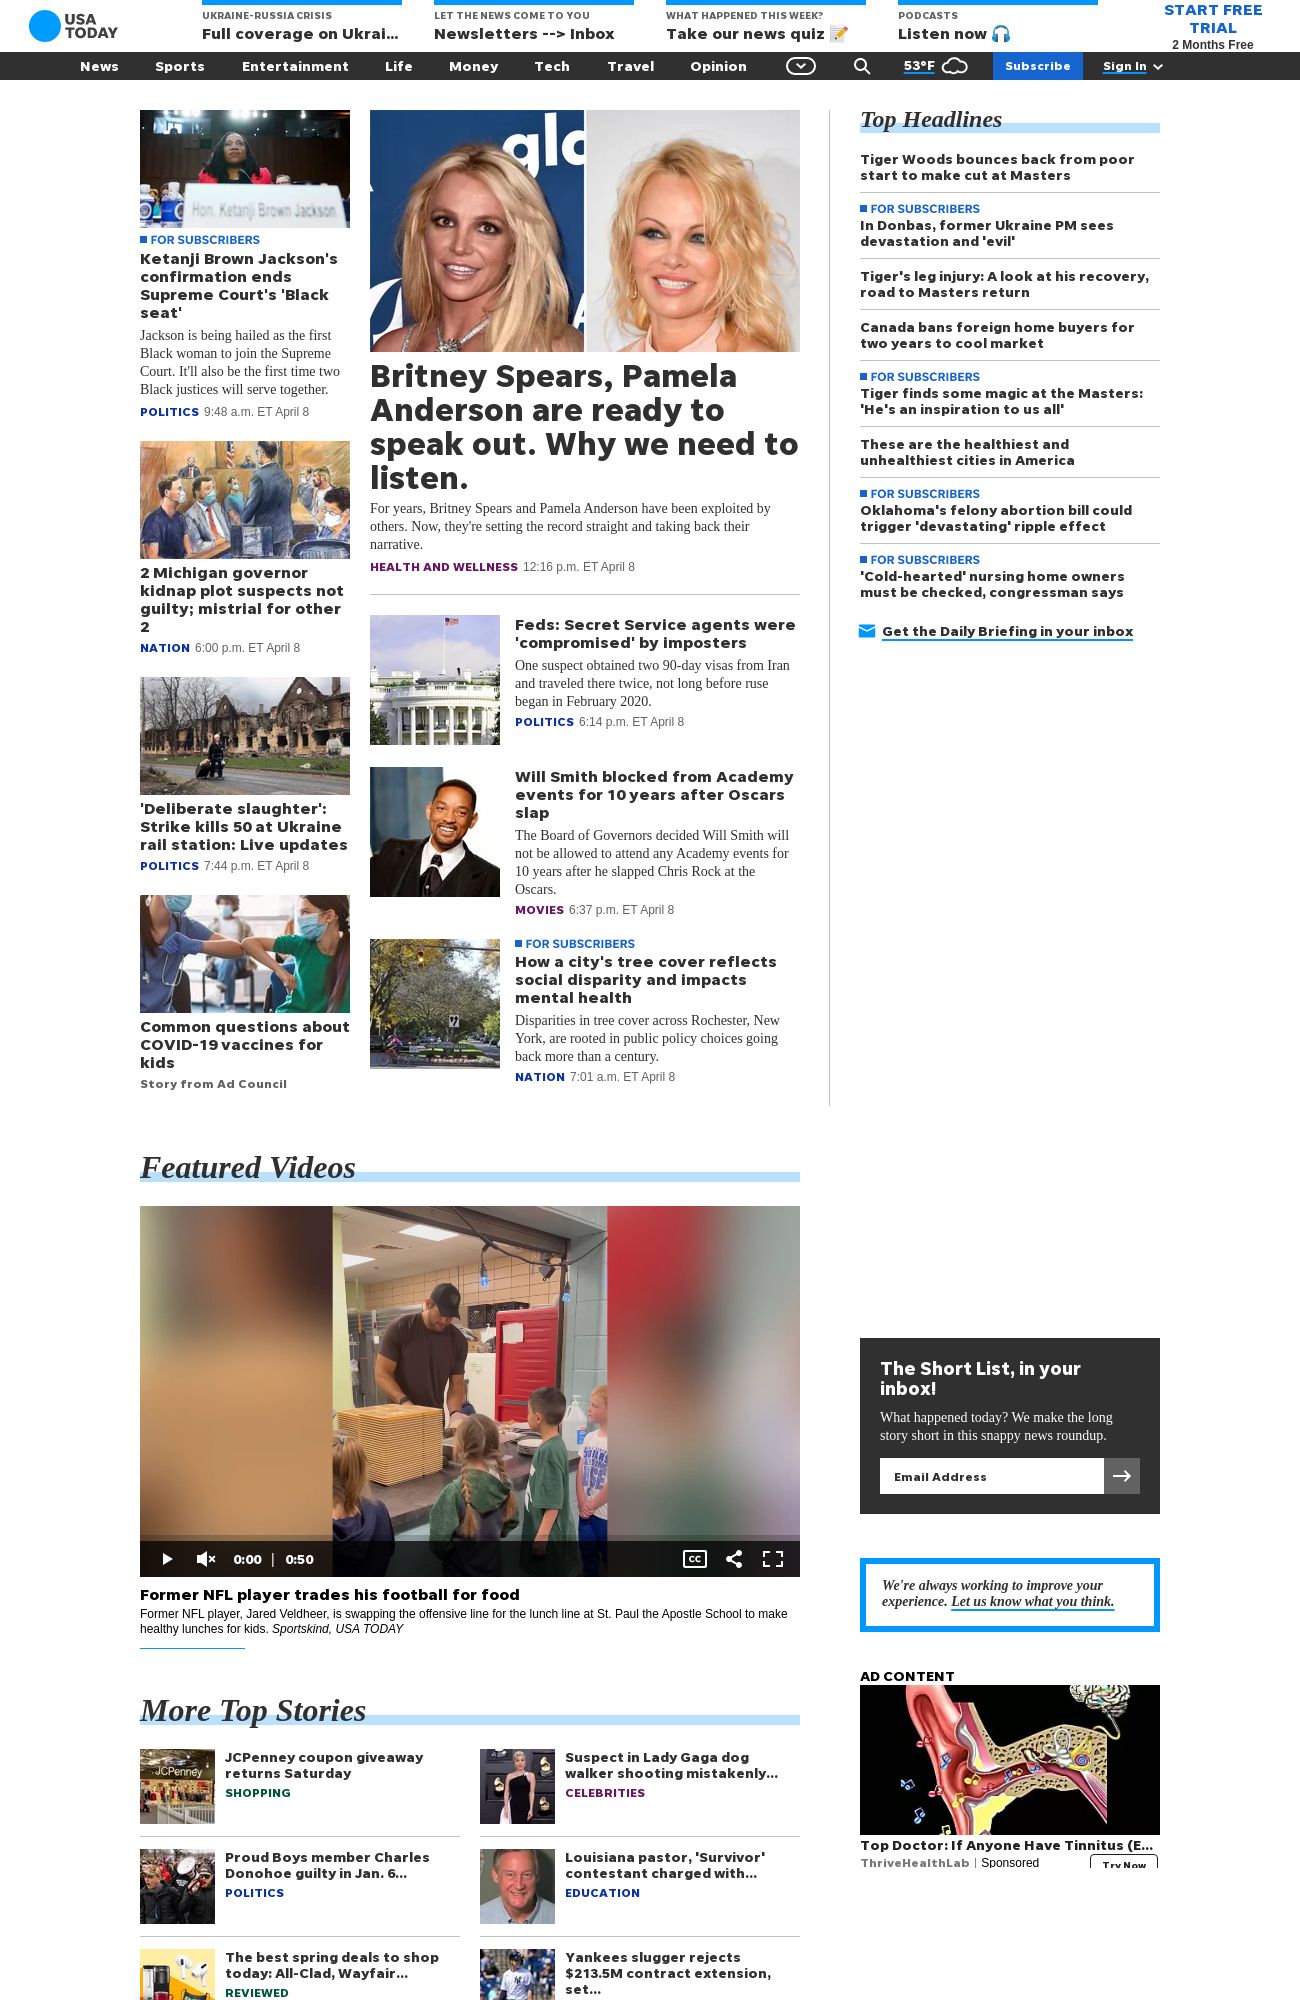 USA
TODAY
UKRAINE-RUSSIA CRISIS
Full coverage on Ukrai...
LET THE NEWS COME TO YOU
Newsletters --> Inbox
WHAT HAPPENED THIS WEEK?
Take our news quiz 📝
PODCASTS
Listen now 🎧
START FREE
TRIAL
2 Months Free
News Sports Entertainment Life Money Tech Travel Opinion 53°F Subscribe Sign In
Hon. Ketanji Brown Jackson
FOR SUBSCRIBERS
Ketanji Brown Jackson's
confirmation ends
Supreme Court's 'Black
seat'
Jackson is being hailed as the first
Black woman to join the Supreme
Court. It'll also be the first time two
Black justices will serve together.
POLITICS 9:48 a.m. ET April 8
2 Michigan governor
kidnap plot suspects not
guilty; mistrial for other
2
NATION 6:00 p.m. ET April 8
'Deliberate slaughter':
Strike kills 50 at Ukraine
rail station: Live updates
POLITICS 7:44 p.m. ET April 8
Common questions about
COVID-19 vaccines for
kids
Story from Ad Council
gla
Britney Spears, Pamela
Anderson are ready to
speak out. Why we need to
listen.
For years, Britney Spears and Pamela Anderson have been exploited by
others. Now, they're setting the record straight and taking back their
narrative.
HEALTH AND WELLNESS 12:16 p.m. ET April 8
Feds: Secret Service agents were
'compromised' by imposters
One suspect obtained two 90-day visas from Iran
and traveled there twice, not long before ruse
began in February 2020.
POLITICS 6:14 p.m. ET April 8
Will Smith blocked from Academy
events for 10 years after Oscars
slap
The Board of Governors decided Will Smith will
not be allowed to attend any Academy events for
10 years after he slapped Chris Rock at the
Oscars.
MOVIES 6:37 p.m. ET April 8
FOR SUBSCRIBERS
How a city's tree cover reflects
social disparity and impacts
mental health
Disparities in tree cover across Rochester, New
York, are rooted in public policy choices going
back more than a century.
NATION 7:01 a.m. ET April 8
Top Headlines
Tiger Woods bounces back from poor
start to make cut at Masters
FOR SUBSCRIBERS
In Donbas, former Ukraine PM sees
devastation and 'evil'
Tiger's leg injury: A look at his recovery,
road to Masters return
Canada bans foreign home buyers for
two years to cool market
FOR SUBSCRIBERS
Tiger finds some magic at the Masters:
'He's an inspiration to us all'
These are the healthiest and
unhealthiest cities in America
FOR SUBSCRIBERS
Oklahoma's felony abortion bill could
trigger 'devastating' ripple effect
FOR SUBSCRIBERS
'Cold-hearted' nursing home owners
must be checked, congressman says
Get the Daily Briefing in your inbox
Featured Videos
0:00 | 0:50
CC
Former NFL player trades his football for food
Former NFL player, Jared Veldheer, is swapping the offensive line for the lunch line at St. Paul the Apostle School to make
healthy lunches for kids. Sportskind, USA TODAY
The Short List, in your
inbox!
What happened today? We make the long
story short in this snappy news roundup.
Email Address
We're always working to improve your
experience. Let us know what you think.
AD CONTENT
Top Doctor: If Anyone Have Tinnitus (E...
ThriveHealthLab | Sponsored
Try Now
More Top Stories
JCPenney
JCPenney coupon giveaway
returns Saturday
SHOPPING
Suspect in Lady Gaga dog
walker shooting mistakenly...
CELEBRITIES
Proud Boys member Charles
Donohoe guilty in Jan. 6...
POLITICS
Louisiana pastor, 'Survivor'
contestant charged with...
EDUCATION
The best spring deals to shop
today: All-Clad, Wayfair...
REVIEWED
Yankees slugger rejects
$213.5M contract extension,
set...